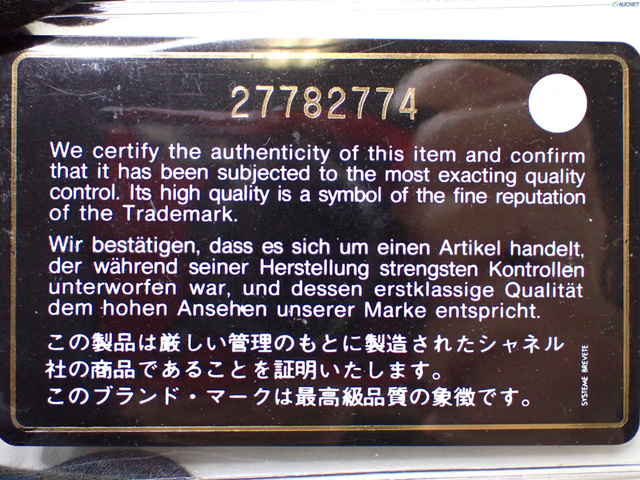 AUCNET
27782774
We certify the authenticity of this item and confirm
that it has been subjected to the most exacting quality
control. Its high quality is a symbol of the fine reputation
of the Trademark.
Wir bestätigen, dass es sich um einen Artikel handelt,
der während seiner Herstellung strengsten Kontrollen
unterworfen war, und dessen erstklassige Qualität
dem hohen Ansehen unserer Marke entspricht.
この製品は厳しい管理のもとに製造されたシャネル
社の商品であることを証明いたします。
このブランド・マークは最高級品質の象徴です。
SYSTEME BREVETE